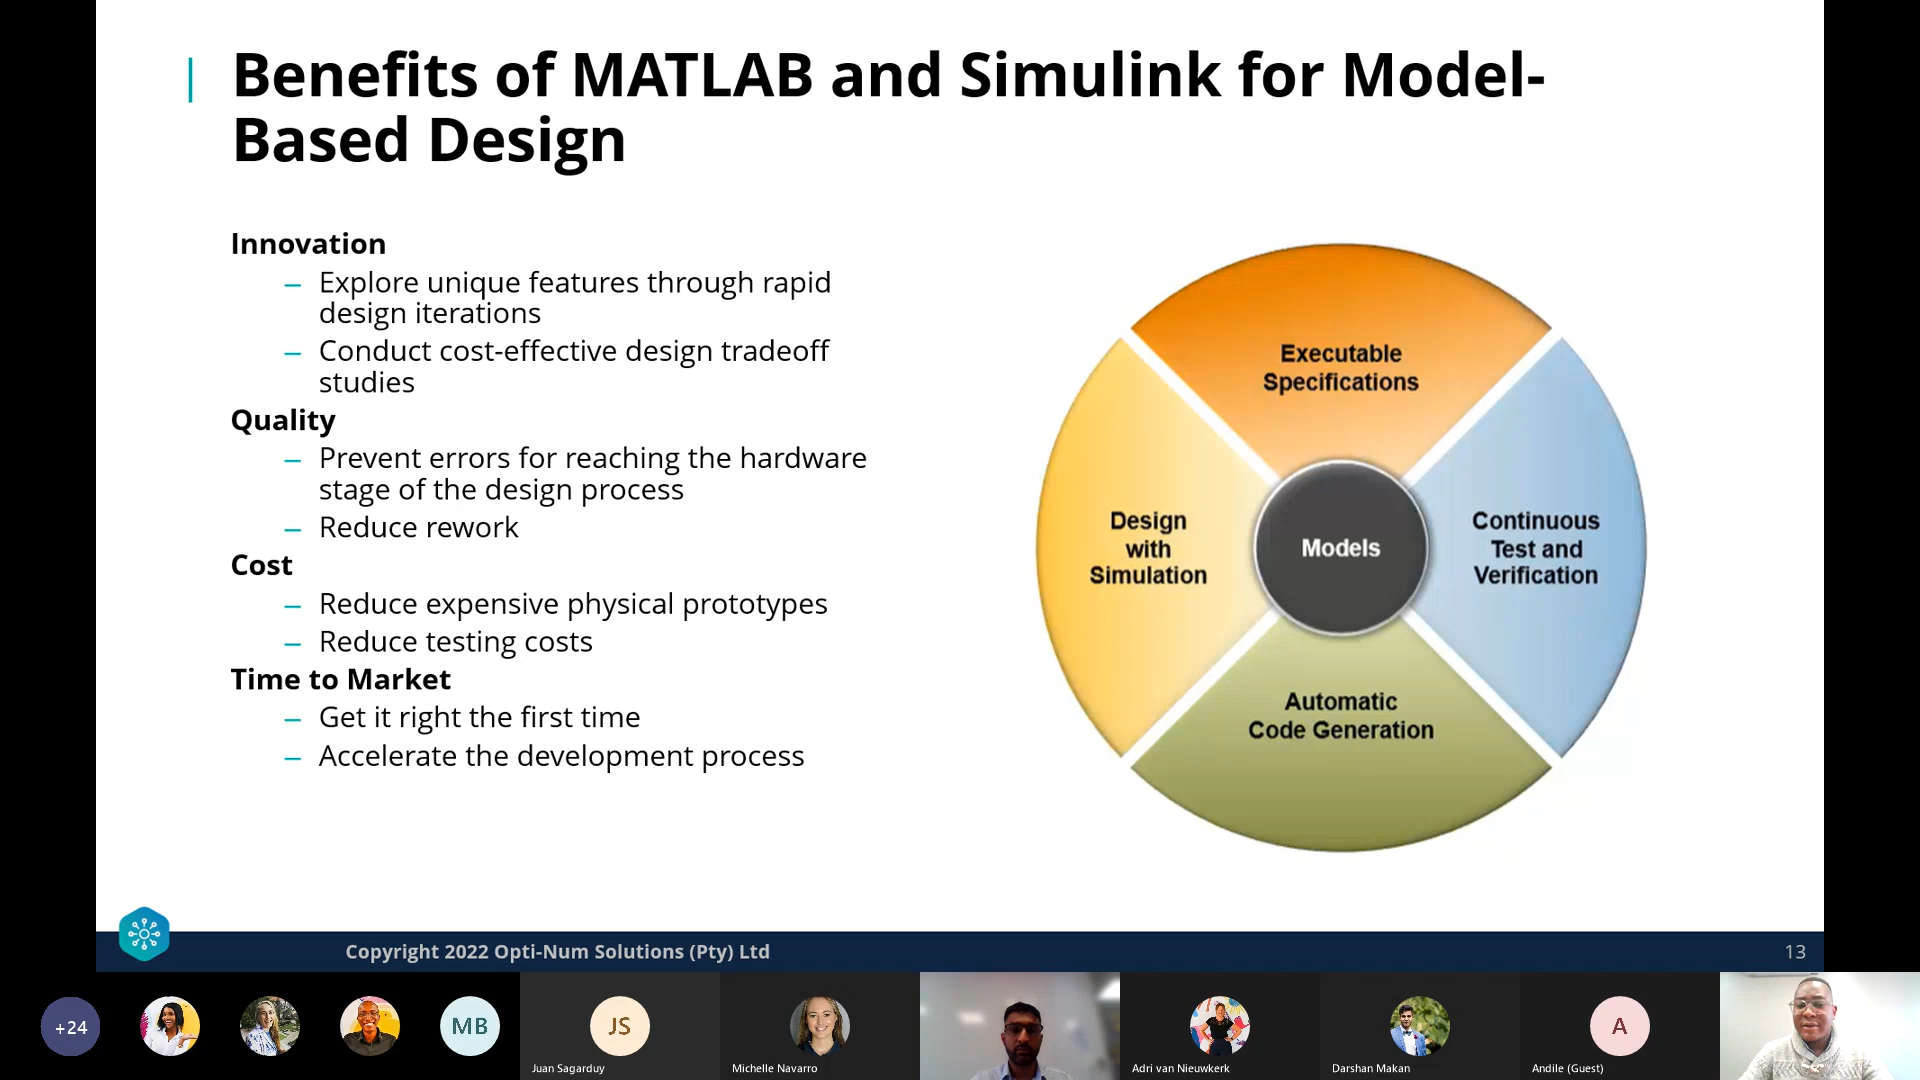 Benefits of MATLAB and Simulink for Model-
Based Design
Innovation
– Explore unique features through rapid
design iterations
– Conduct cost-effective design tradeoff
studies
Quality
– Prevent errors for reaching the hardware
stage of the design process
– Reduce rework
Cost
– Reduce expensive physical prototypes
– Reduce testing costs
Time to Market
– Get it right the first time
– Accelerate the development process
Executable
Specifications
Design
with
Simulation
Models
Continuous
Test and
Verification
Automatic
Code Generation
Copyright 2022 Opti-Num Solutions (Pty) Ltd
13
+24
MB
JS
A
Juan Sagarduy
Michelle Navarro
Adri van Nieuwkerk
Darshan Makan
Andile (Guest)